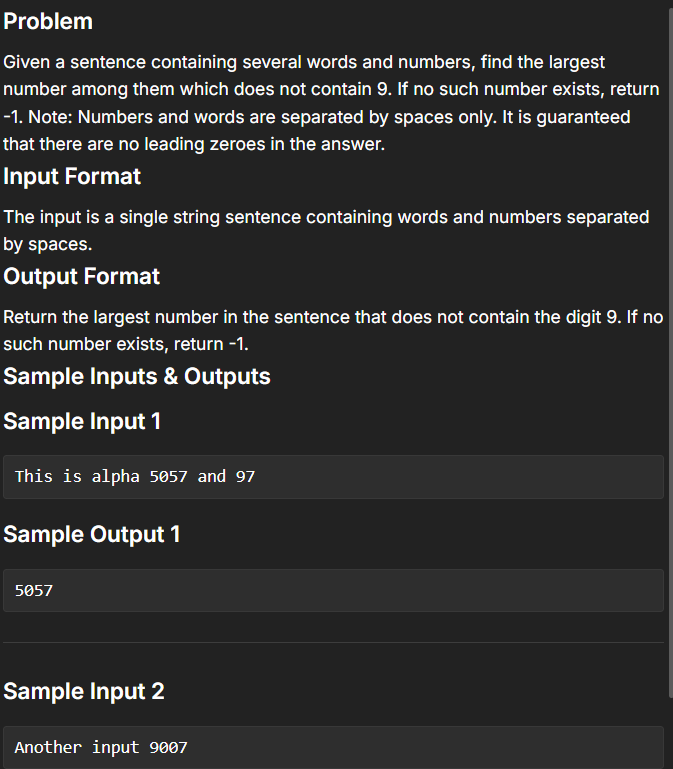 Problem
Given a sentence containing several words and numbers, find the largest
number among them which does not contain 9. If no such number exists, return
-1. Note: Numbers and words are separated by spaces only. It is guaranteed
that there are no leading zeroes in the answer.
Input Format
The input is a single string sentence containing words and numbers separated
by spaces.
Output Format
Return the largest number in the sentence that does not contain the digit 9. If no
such number exists, return -1.
Sample Inputs & Outputs
Sample Input 1
This is alpha 5057 and 97
Sample Output 1
5057
Sample Input 2
Another input 9007